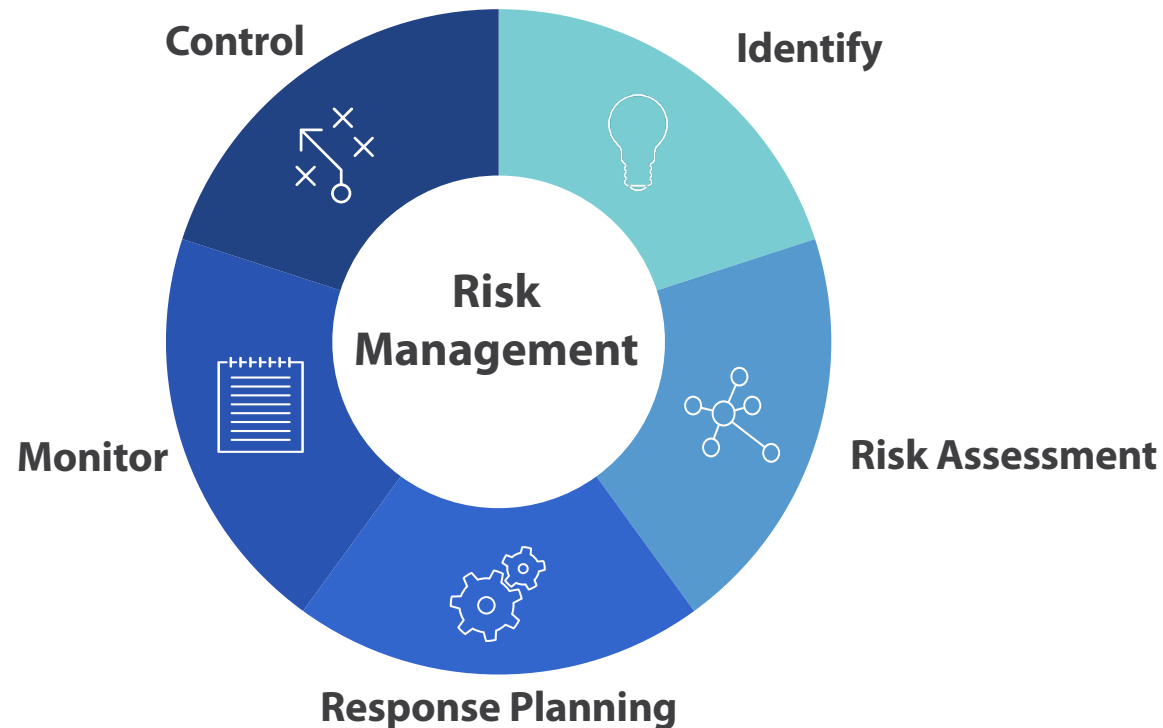 Control
Identify
Risk
Management
Monitor
Risk Assessment
Response Planning